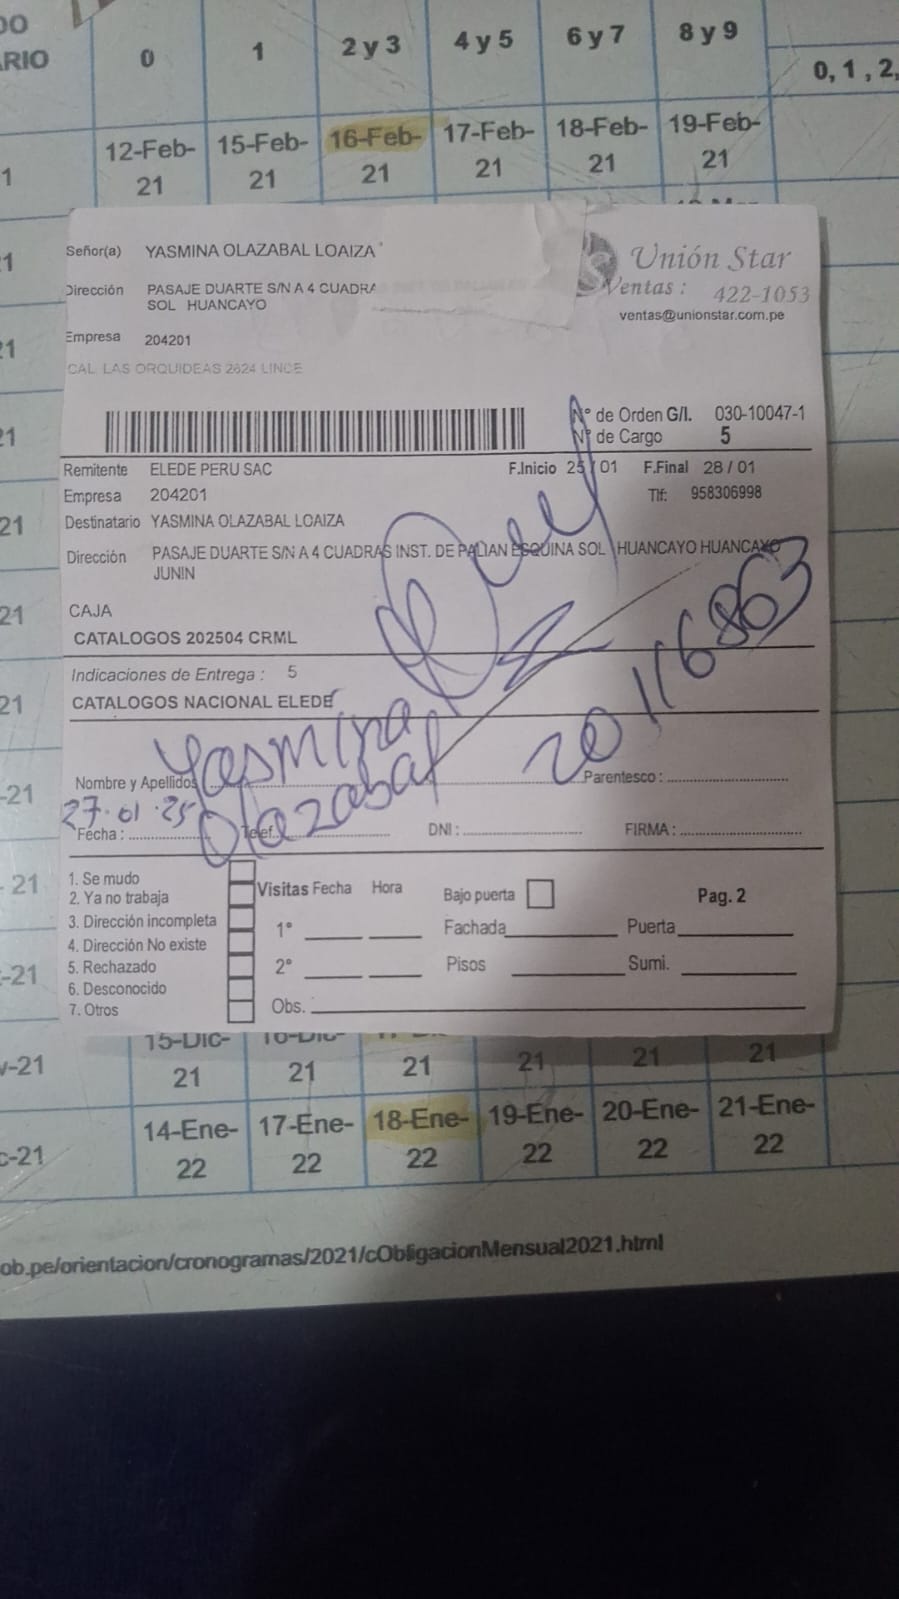 DO
ARIO
0
1
2 y 3
4 y 5
6 y 7
8 y 9
0, 1 , 2,
1
12-Feb-21
15-Feb-21
16-Feb-21
17-Feb-21
18-Feb-21
19-Feb-21
Señor(a) YASMINA OLAZABAL LOAIZA
Dirección PASAJE DUARTE S/N A 4 CUADRA
SOL HUANCAYO
Empresa 204201
CAL. LAS ORQUIDEAS 2624 LINCE
Unión Star
Ventas : 422-1053
ventas@unionstar.com.pe
N° de Orden G/I. 030-10047-1
N° de Cargo 5
Remitente ELEDE PERU SAC F.Inicio 25 / 01 F.Final 28 / 01
Empresa 204201 Tlf: 958306998
Destinatario YASMINA OLAZABAL LOAIZA
Dirección PASAJE DUARTE S/N A 4 CUADRAS INST. DE PALIAN ESQUINA SOL HUANCAYO HUANCAYO
JUNIN
CAJA
CATALOGOS 202504 CRML
Indicaciones de Entrega : 5
CATALOGOS NACIONAL ELEDE
20116863
Yasmina
Olazabal
Nombre y Apellidos Parentesco :
27.01.25
Fecha : Telef. DNI : FIRMA :
1. Se mudo
2. Ya no trabaja
3. Dirección incompleta
4. Dirección No existe
5. Rechazado
6. Desconocido
7. Otros
Visitas Fecha Hora Bajo puerta Pag. 2
1° Fachada Puerta
2° Pisos Sumi.
Obs.
15-Dic-21
16-Dic-21
21
21
21
21
14-Ene-22
17-Ene-22
18-Ene-22
19-Ene-22
20-Ene-22
21-Ene-22
ob.pe/orientacion/cronogramas/2021/cObligacionMensual2021.html